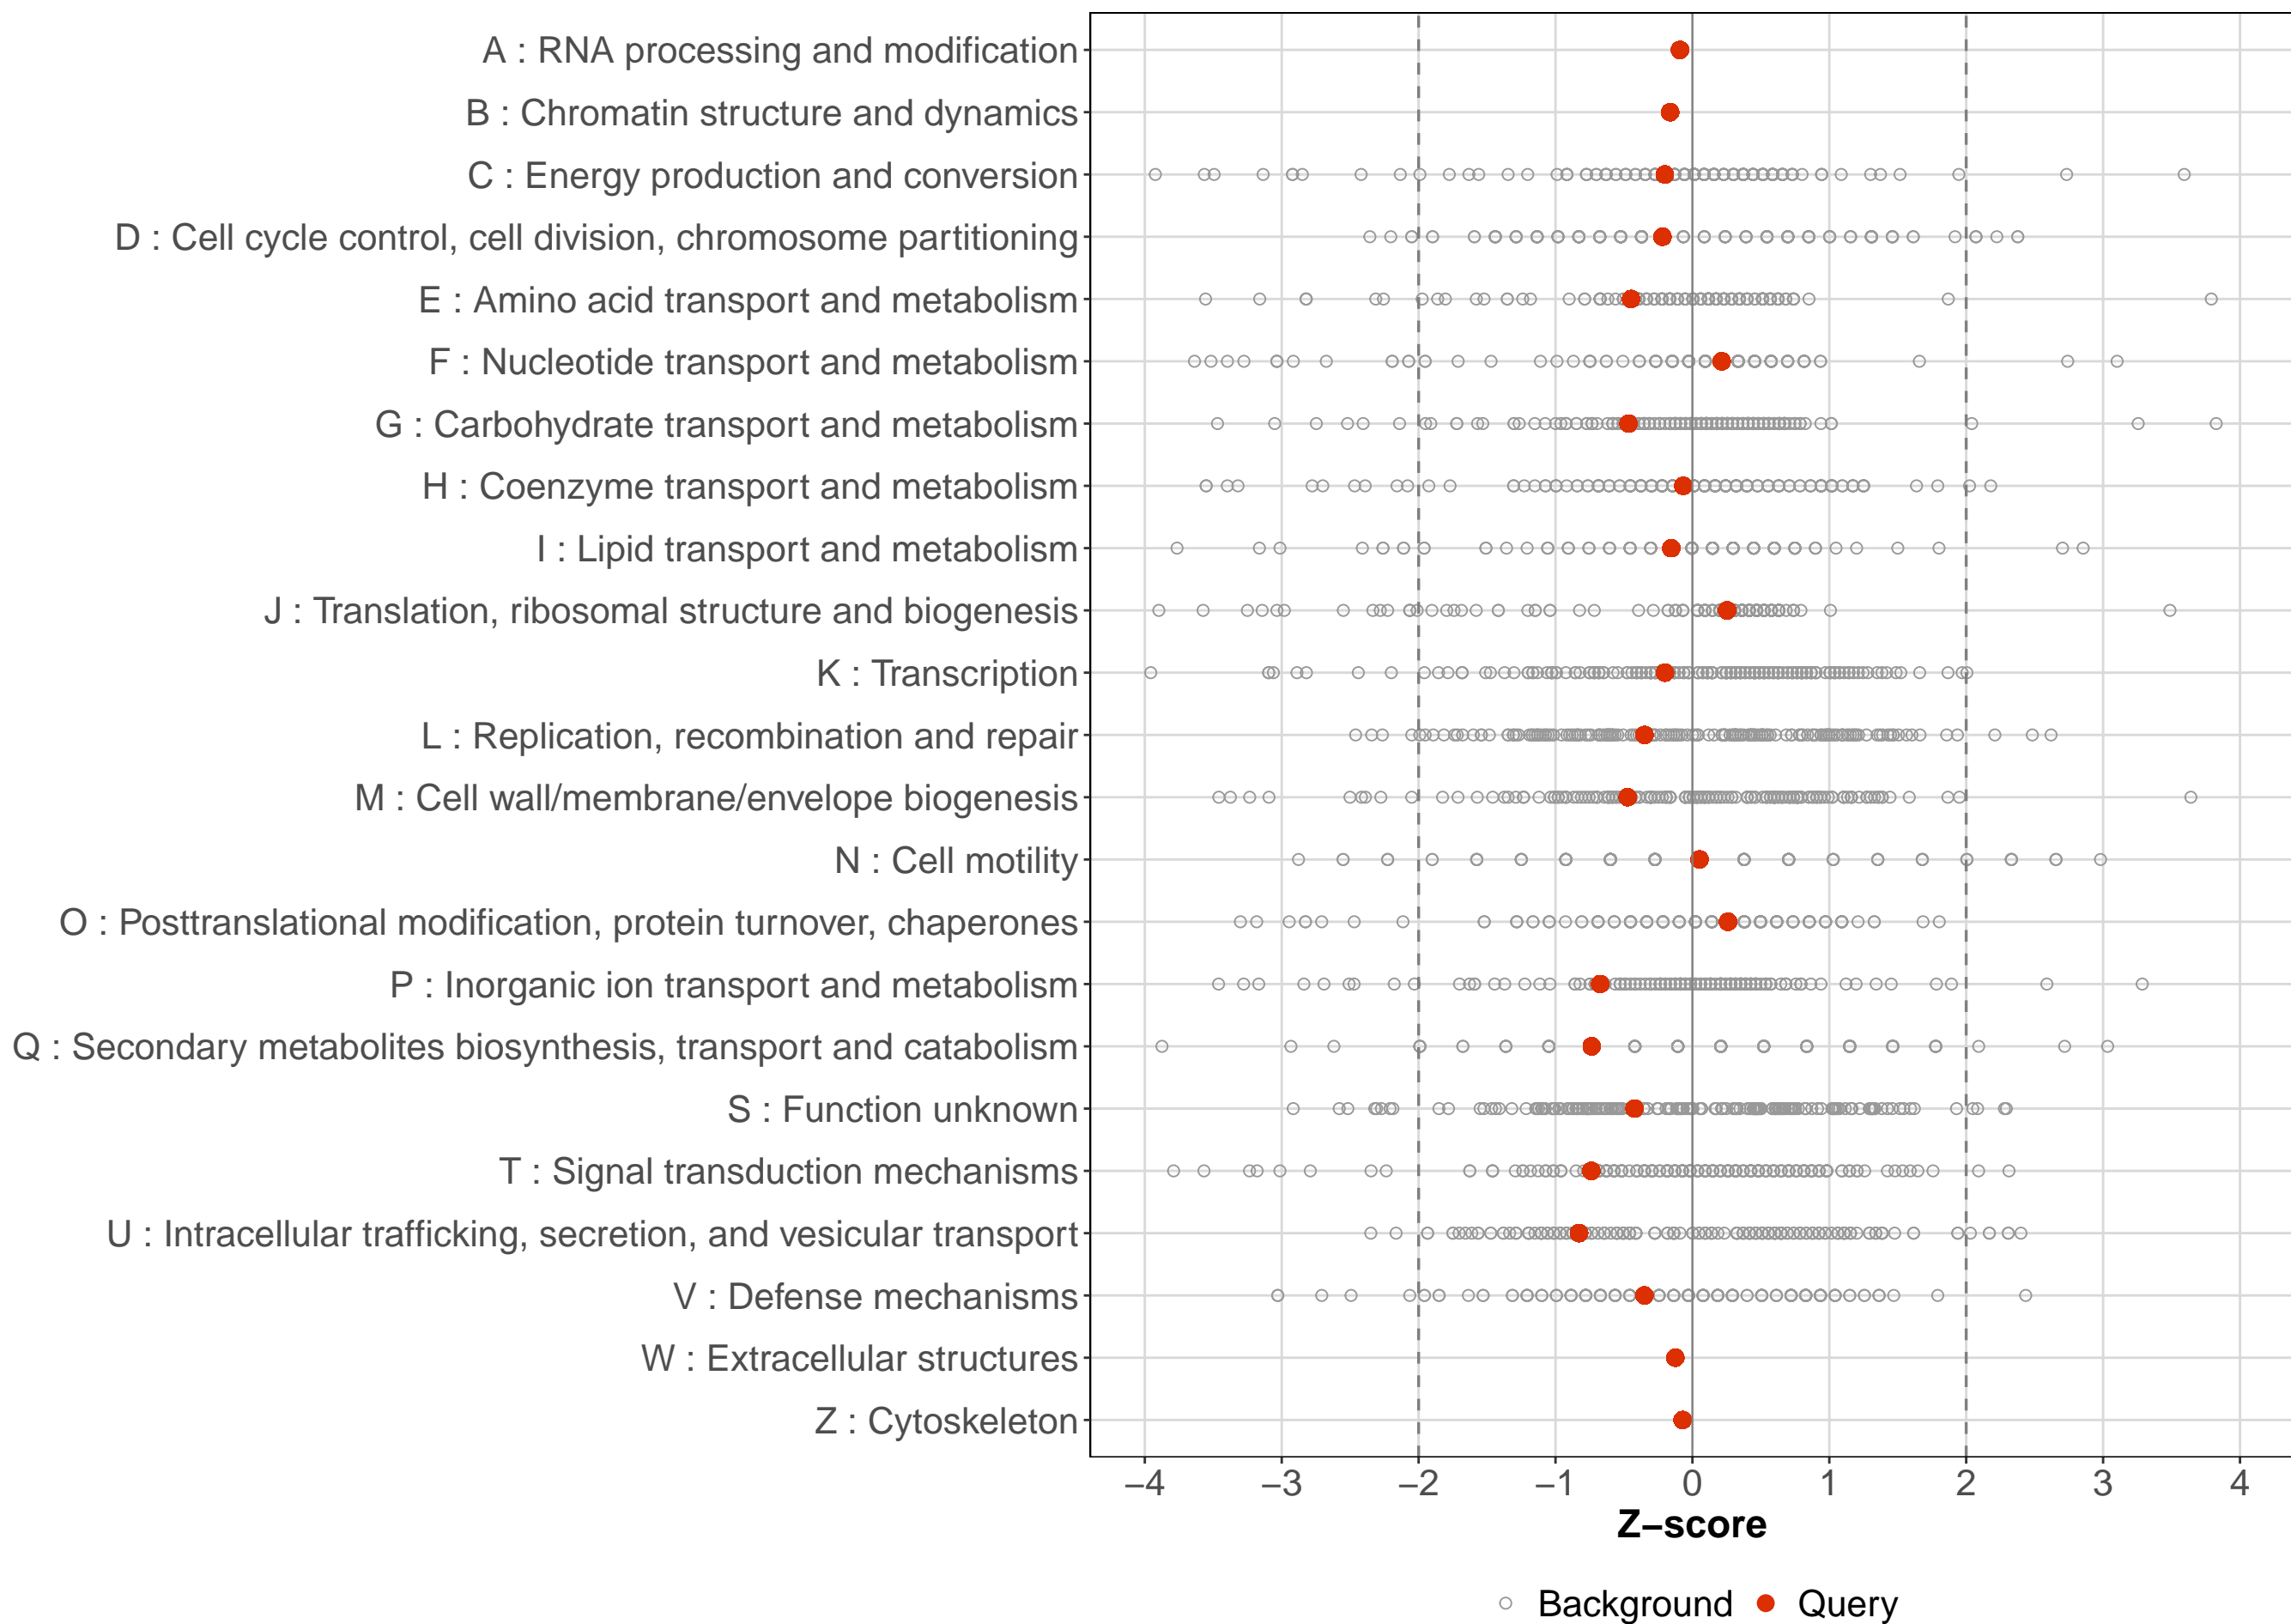 A : RNA processing and modification
B : Chromatin structure and dynamics
C : Energy production and conversion
D : Cell cycle control, cell division, chromosome partitioning
E : Amino acid transport and metabolism
F : Nucleotide transport and metabolism
G : Carbohydrate transport and metabolism
H : Coenzyme transport and metabolism
I : Lipid transport and metabolism
J : Translation, ribosomal structure and biogenesis
K : Transcription
L : Replication, recombination and repair
M : Cell wall/membrane/envelope biogenesis
N : Cell motility
O : Posttranslational modification, protein turnover, chaperones
P : Inorganic ion transport and metabolism
Q : Secondary metabolites biosynthesis, transport and catabolism
S : Function unknown
T : Signal transduction mechanisms
U : Intracellular trafficking, secretion, and vesicular transport
V : Defense mechanisms
W : Extracellular structures
Z : Cytoskeleton
−4 −3 −2 −1 0 1 2 3 4
Z−score
Background Query